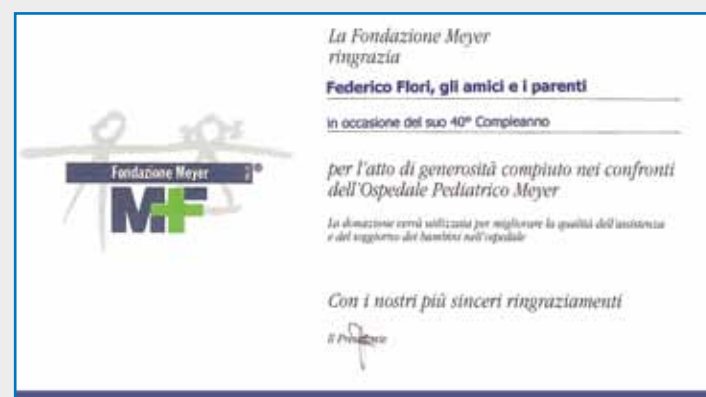 La Fondazione Meyer
ringrazia
Federico Flori, gli amici e i parenti
in occasione del suo 40° Compleanno
Fondazione Meyer
®
MF
per l'atto di generosità compiuto nei confronti
dell'Ospedale Pediatrico Meyer
La donazione verrà utilizzata per migliorare la qualità dell'assistenza
e del soggiorno dei bambini nell'ospedale
Con i nostri più sinceri ringraziamenti
Il Presidente